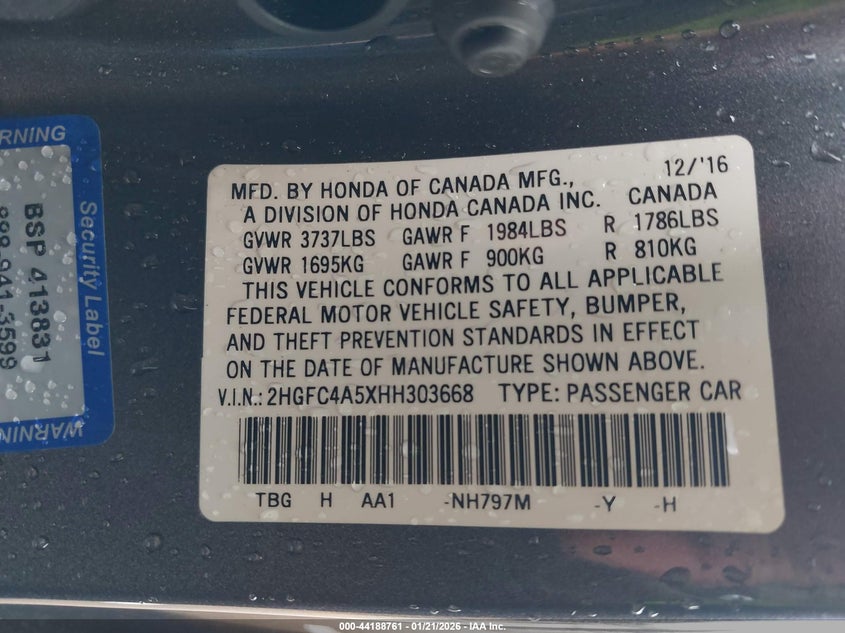 WARNING
Security Label
BSP 413831
888-941-3599
WARNING
12/'16
MFD. BY HONDA OF CANADA MFG.,
A DIVISION OF HONDA CANADA INC. CANADA
GVWR 3737LBS GAWR F 1984LBS R 1786LBS
GVWR 1695KG GAWR F 900KG R 810KG
THIS VEHICLE CONFORMS TO ALL APPLICABLE
FEDERAL MOTOR VEHICLE SAFETY, BUMPER,
AND THEFT PREVENTION STANDARDS IN EFFECT
ON THE DATE OF MANUFACTURE SHOWN ABOVE.
V.I.N.: 2HGFC4A5XHH303668 TYPE: PASSENGER CAR
TBG H AA1 -NH797M -Y -H
000-44188761 - 01/21/2026 - IAA Inc.